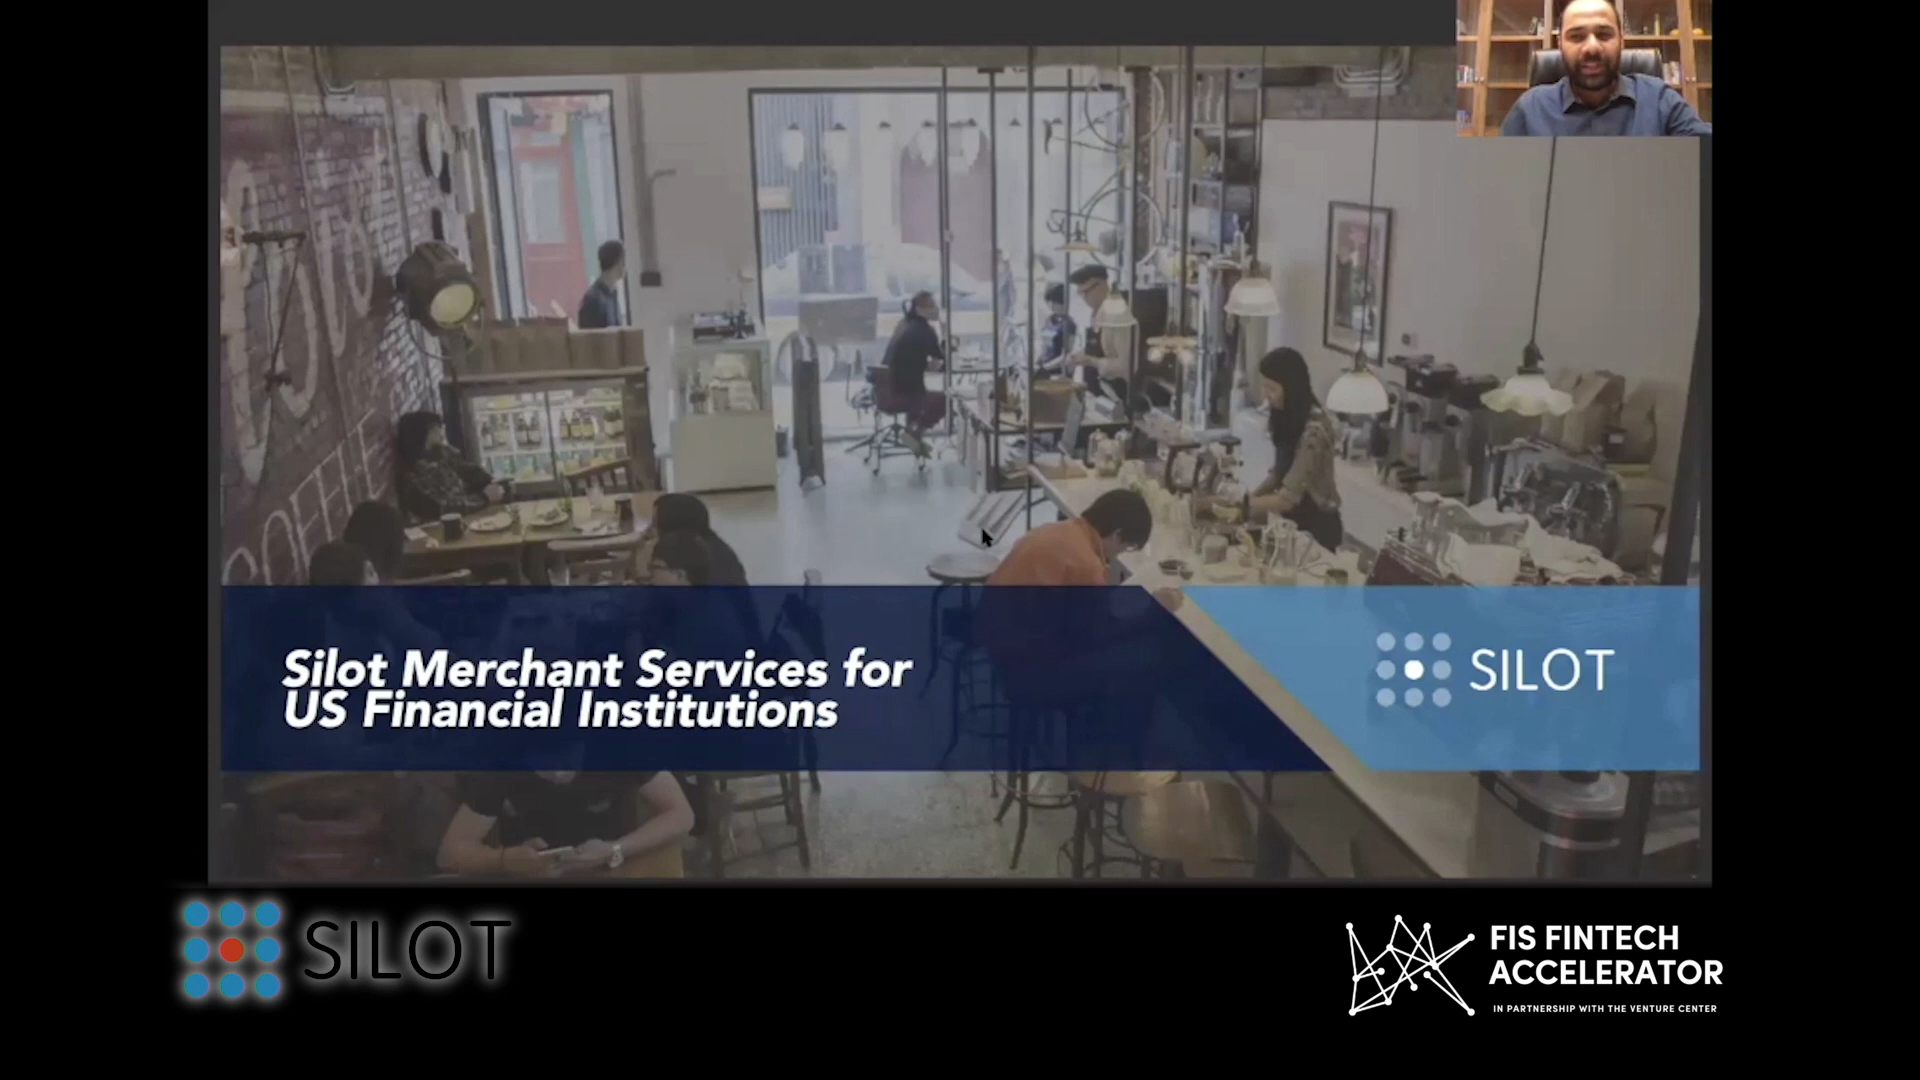 Silot Merchant Services for
US Financial Institutions
SILOT
SILOT
FIS FINTECH
ACCELERATOR
IN PARTNERSHIP WITH THE VENTURE CENTER